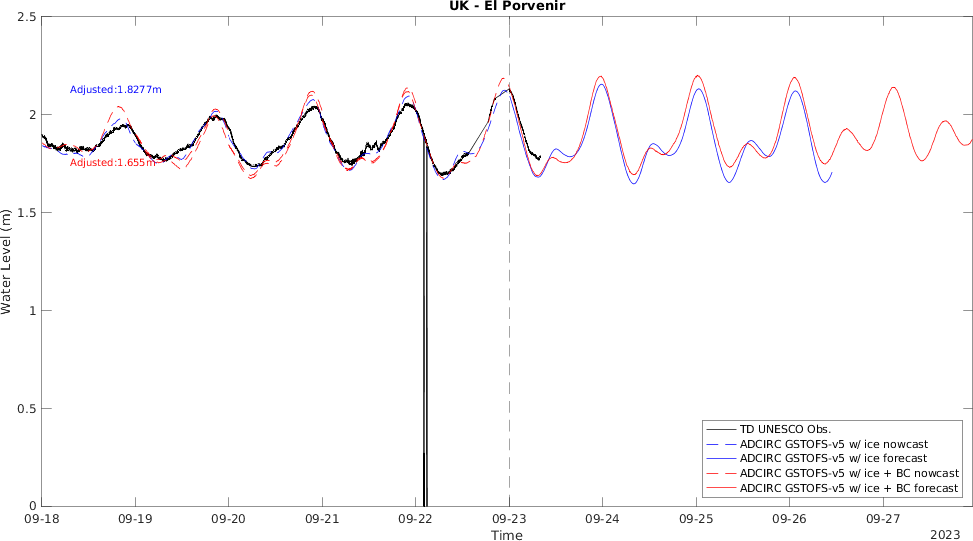 UK - El Porvenir
2.5
2
1.5
1
0.5
0
Water Level (m)
Adjusted:1.8277m
Adjusted:1.655m
TD UNESCO Obs.
ADCIRC GSTOFS-v5 w/ ice nowcast
ADCIRC GSTOFS-v5 w/ ice forecast
ADCIRC GSTOFS-v5 w/ ice + BC nowcast
ADCIRC GSTOFS-v5 w/ ice + BC forecast
09-18 09-19 09-20 09-21 09-22 09-23 09-24 09-25 09-26 09-27
Time
2023